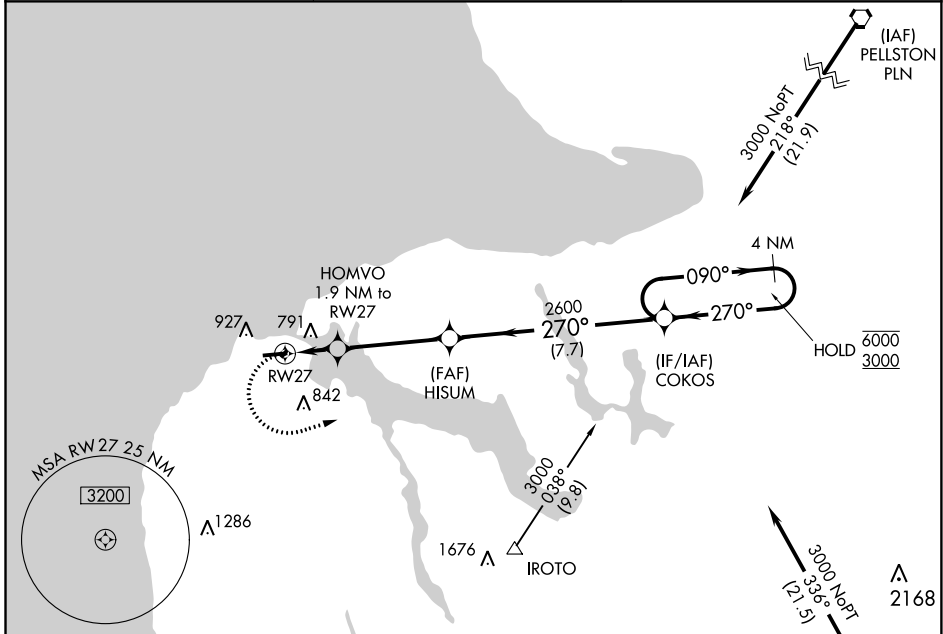 (IAF)
PELLSTON
PLN
3000 NoPT
218°
(21.9)
4 NM
090°
270°
HOLD
6000
3000
HOMVO
1.9 NM to
RW27
2600
270°
(7.7)
927
791
RW27
(FAF)
HISUM
(IF/IAF)
COKOS
842
MSA RW27 25 NM
3200
1286
3000
038°
(9.8)
1676
IROTO
3000 NoPT
336°
(21.5)
2168